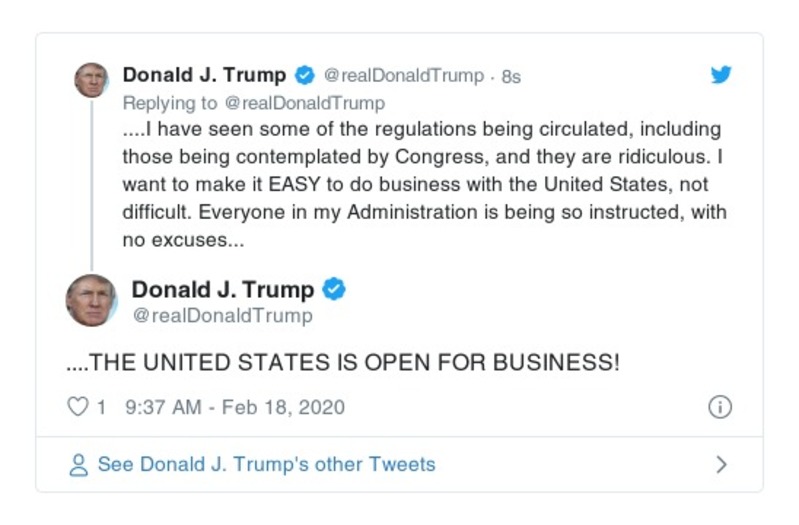 Donald J. Trump @realDonaldTrump · 8s
Replying to @realDonaldTrump
....I have seen some of the regulations being circulated, including
those being contemplated by Congress, and they are ridiculous. I
want to make it EASY to do business with the United States, not
difficult. Everyone in my Administration is being so instructed, with
no excuses...
Donald J. Trump
@realDonaldTrump
....THE UNITED STATES IS OPEN FOR BUSINESS!
1 9:37 AM - Feb 18, 2020
See Donald J. Trump's other Tweets